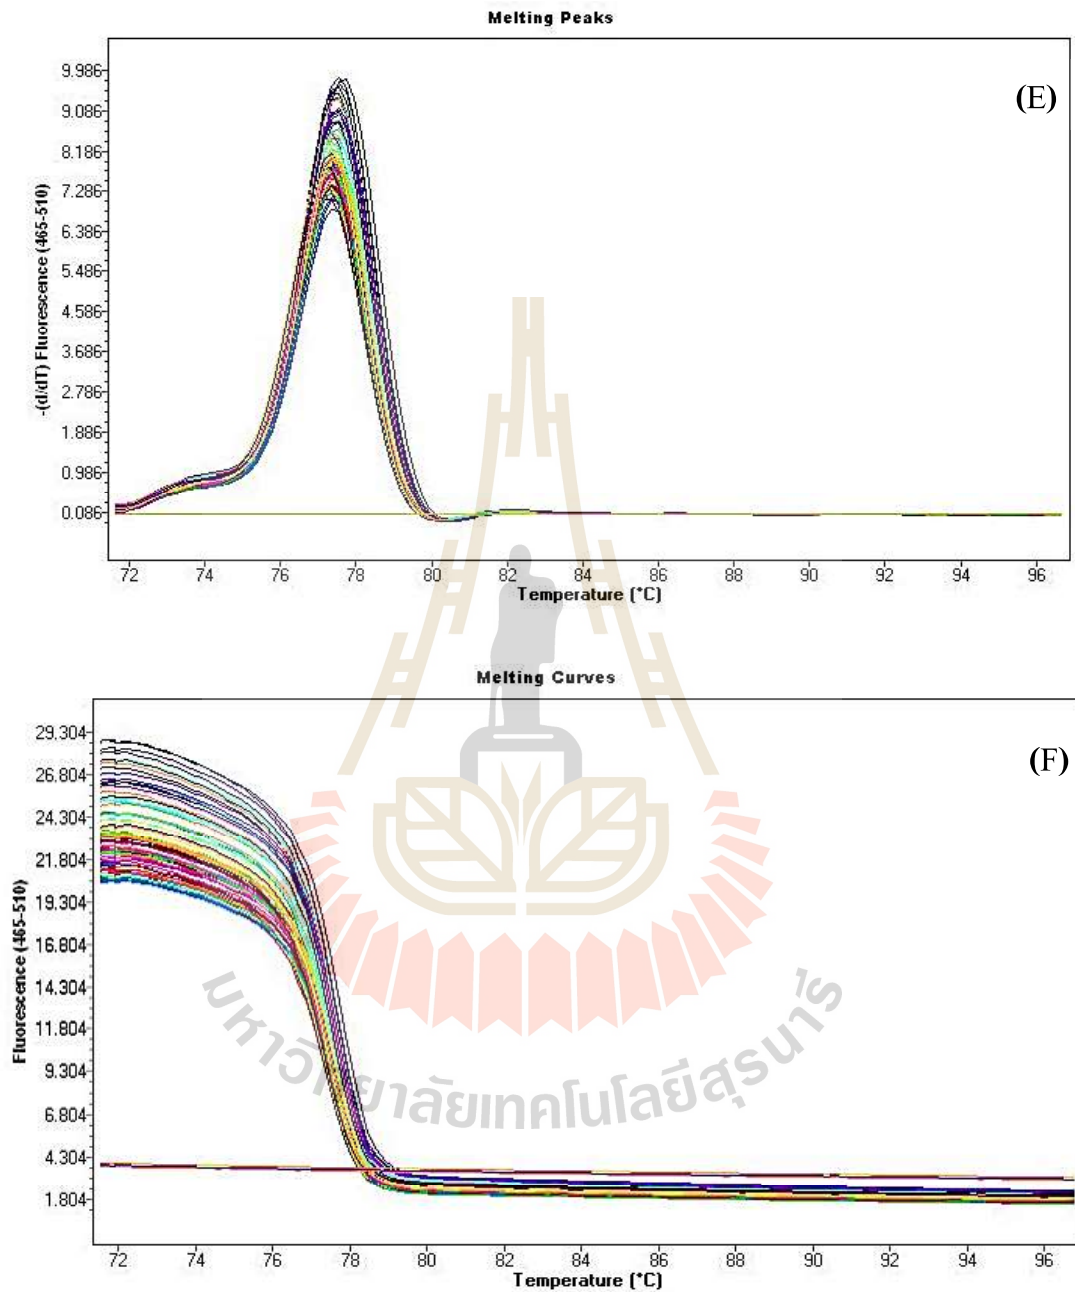 Melting Peaks
(E)
-(d/dT) Fluorescence (465-510)
9.986
9.086
8.186
7.286
6.386
5.486
4.586
3.686
2.786
1.886
0.986
0.086
72 74 76 78 80 82 84 86 88 90 92 94 96
Temperature (°C)
Melting Curves
(F)
Fluorescence (465-510)
29.304
26.804
24.304
21.804
19.304
16.804
14.304
11.804
9.304
6.804
4.304
1.804
72 74 76 78 80 82 84 86 88 90 92 94 96
Temperature (°C)
มหาวิทยาลัยเทคโนโลยีสุรนารี